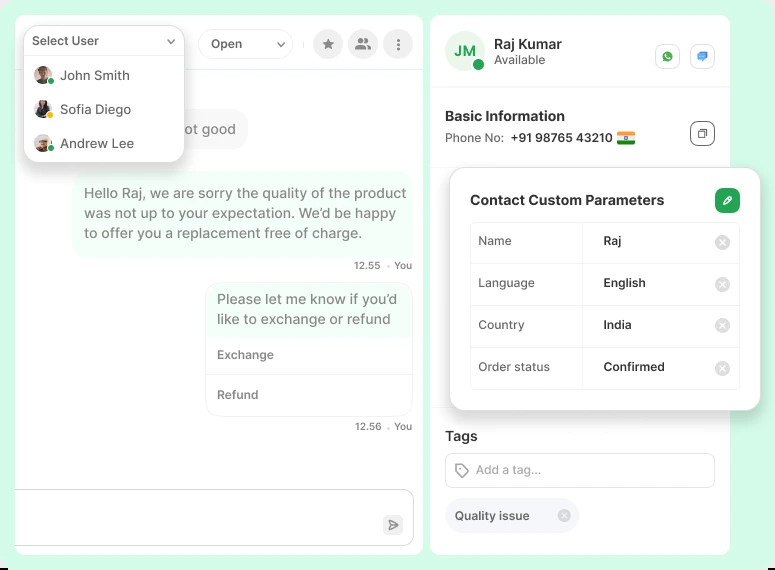 Select User
John Smith
Sofia Diego
Andrew Lee
Open
ot good
Hello Raj, we are sorry the quality of the product
was not up to your expectation. We’d be happy
to offer you a replacement free of charge.
12.55 • You
Please let me know if you’d
like to exchange or refund
Exchange
Refund
12.56 • You
JM
Raj Kumar
Available
Basic Information
Phone No: +91 98765 43210
Contact Custom Parameters
Name Raj
Language English
Country India
Order status Confirmed
Tags
Add a tag...
Quality issue